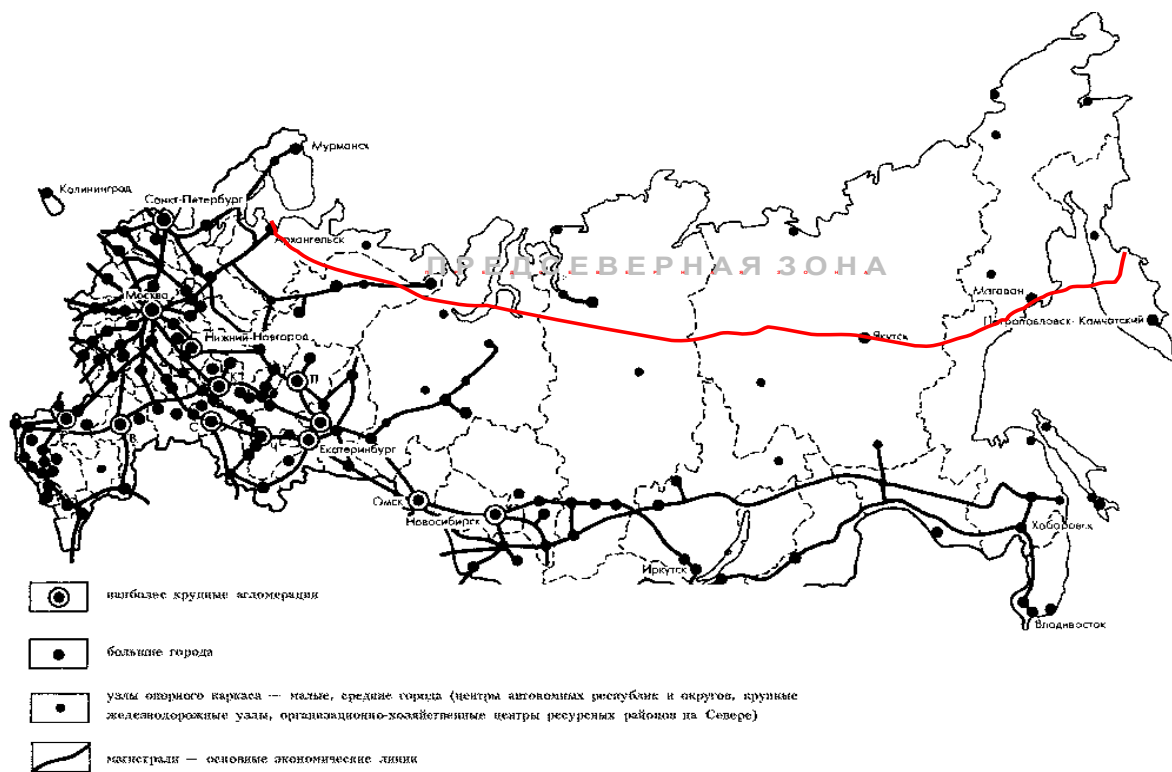 Мурманск
Калининград
Санкт-Петербург
Архангельск
ПРЕДСЕВЕРНАЯ ЗОНА
Магадан
Москва
Петропавловск-Камчатский
Нижний-Новгород
Якутск
К
П
В
С
Ч
Екатеринбург
Омск
Новосибирск
Хабаровск
Иркутск
Владивосток
наиболее крупные агломерации
большие города
узлы опорного каркаса — малые, средние города (центры автономных республик и округов, крупные
железнодорожные узлы, организационно-хозяйственные центры ресурсных районов на Севере)
магистрали — основные экономические линии